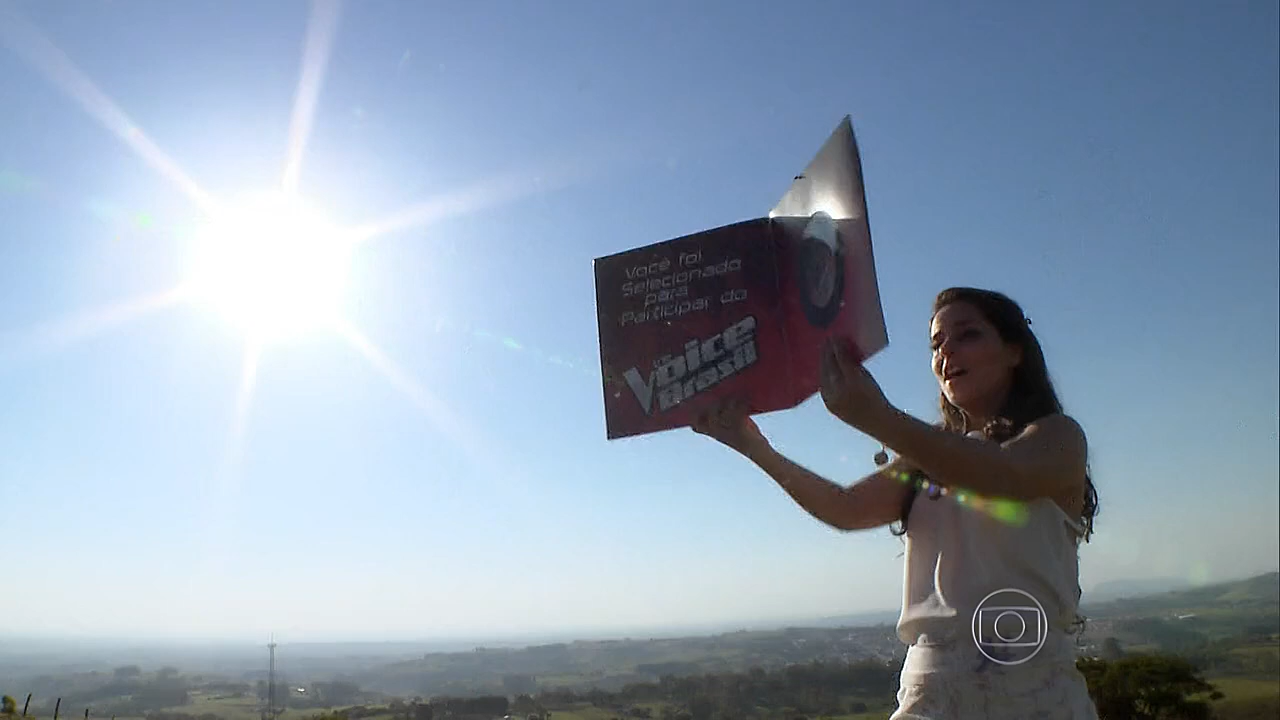 Você foi
Selecionado
para
Participar do
The
Voice
Brasil